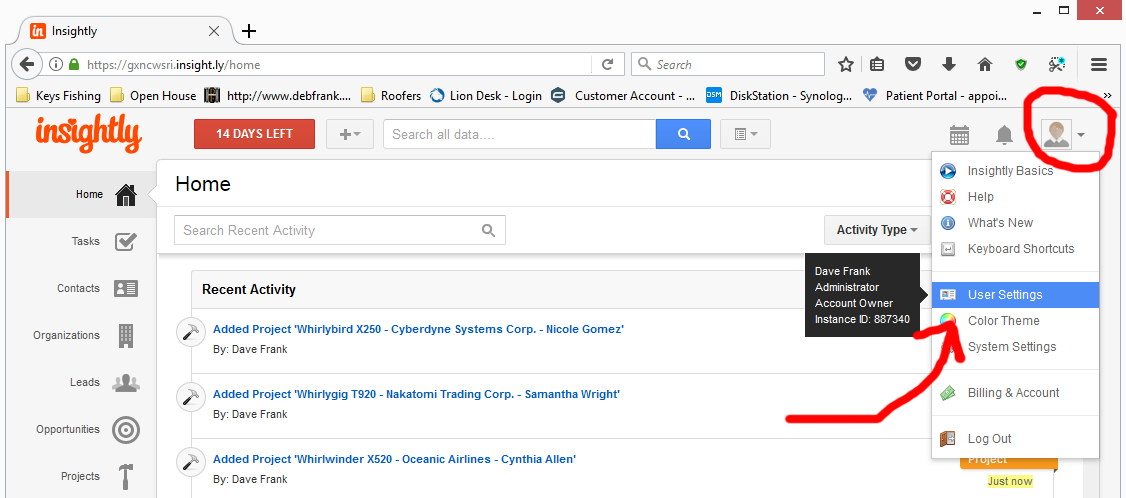 Insightly
https://gxncwsri.insight.ly/home
Search
Keys Fishing
Open House
http://www.debfrank....
Roofers
Lion Desk - Login
Customer Account - ...
DSM
DiskStation - Synolog...
Patient Portal - appoi...
insightly
14 DAYS LEFT
Search all data....
Home
Tasks
Contacts
Organizations
Leads
Opportunities
Projects
Home
Search Recent Activity
Activity Type
Recent Activity
Added Project 'Whirlybird X250 - Cyberdyne Systems Corp. - Nicole Gomez'
By: Dave Frank
Added Project 'Whirlygig T920 - Nakatomi Trading Corp. - Samantha Wright'
By: Dave Frank
Added Project 'Whirlwinder X520 - Oceanic Airlines - Cynthia Allen'
By: Dave Frank
Dave Frank
Administrator
Account Owner
Instance ID: 887340
Insightly Basics
Help
What's New
Keyboard Shortcuts
User Settings
Color Theme
System Settings
Billing & Account
Log Out
Project
Just now